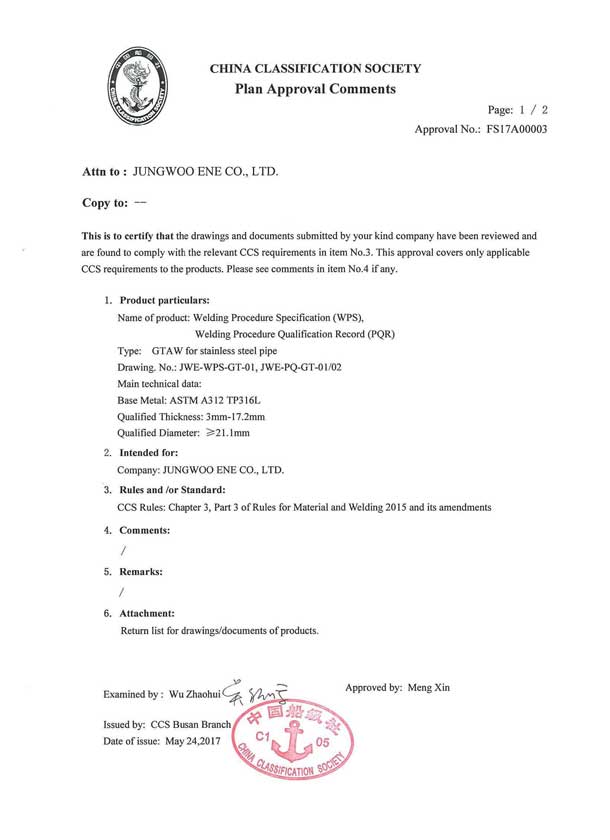 CHINA CLASSIFICATION SOCIETY
CHINA CLASSIFICATION SOCIETY
Plan Approval Comments
Page: 1 / 2
Approval No.: FS17A00003
Attn to : JUNGWOO ENE CO., LTD.
Copy to: --
This is to certify that the drawings and documents submitted by your kind company have been reviewed and
are found to comply with the relevant CCS requirements in item No.3. This approval covers only applicable
CCS requirements to the products. Please see comments in item No.4 if any.
1. Product particulars:
Name of product: Welding Procedure Specification (WPS),
Welding Procedure Qualification Record (PQR)
Type: GTAW for stainless steel pipe
Drawing. No.: JWE-WPS-GT-01, JWE-PQ-GT-01/02
Main technical data:
Base Metal: ASTM A312 TP316L
Qualified Thickness: 3mm-17.2mm
Qualified Diameter: ≥21.1mm
2. Intended for:
Company: JUNGWOO ENE CO., LTD.
3. Rules and /or Standard:
CCS Rules: Chapter 3, Part 3 of Rules for Material and Welding 2015 and its amendments
4. Comments:
/
5. Remarks:
/
6. Attachment:
Return list for drawings/documents of products.
Examined by : Wu Zhaohui
Approved by: Meng Xin
Issued by: CCS Busan Branch
Date of issue: May 24,2017
中国船级社
C1 05
CHINA CLASSIFICATION SOCIETY